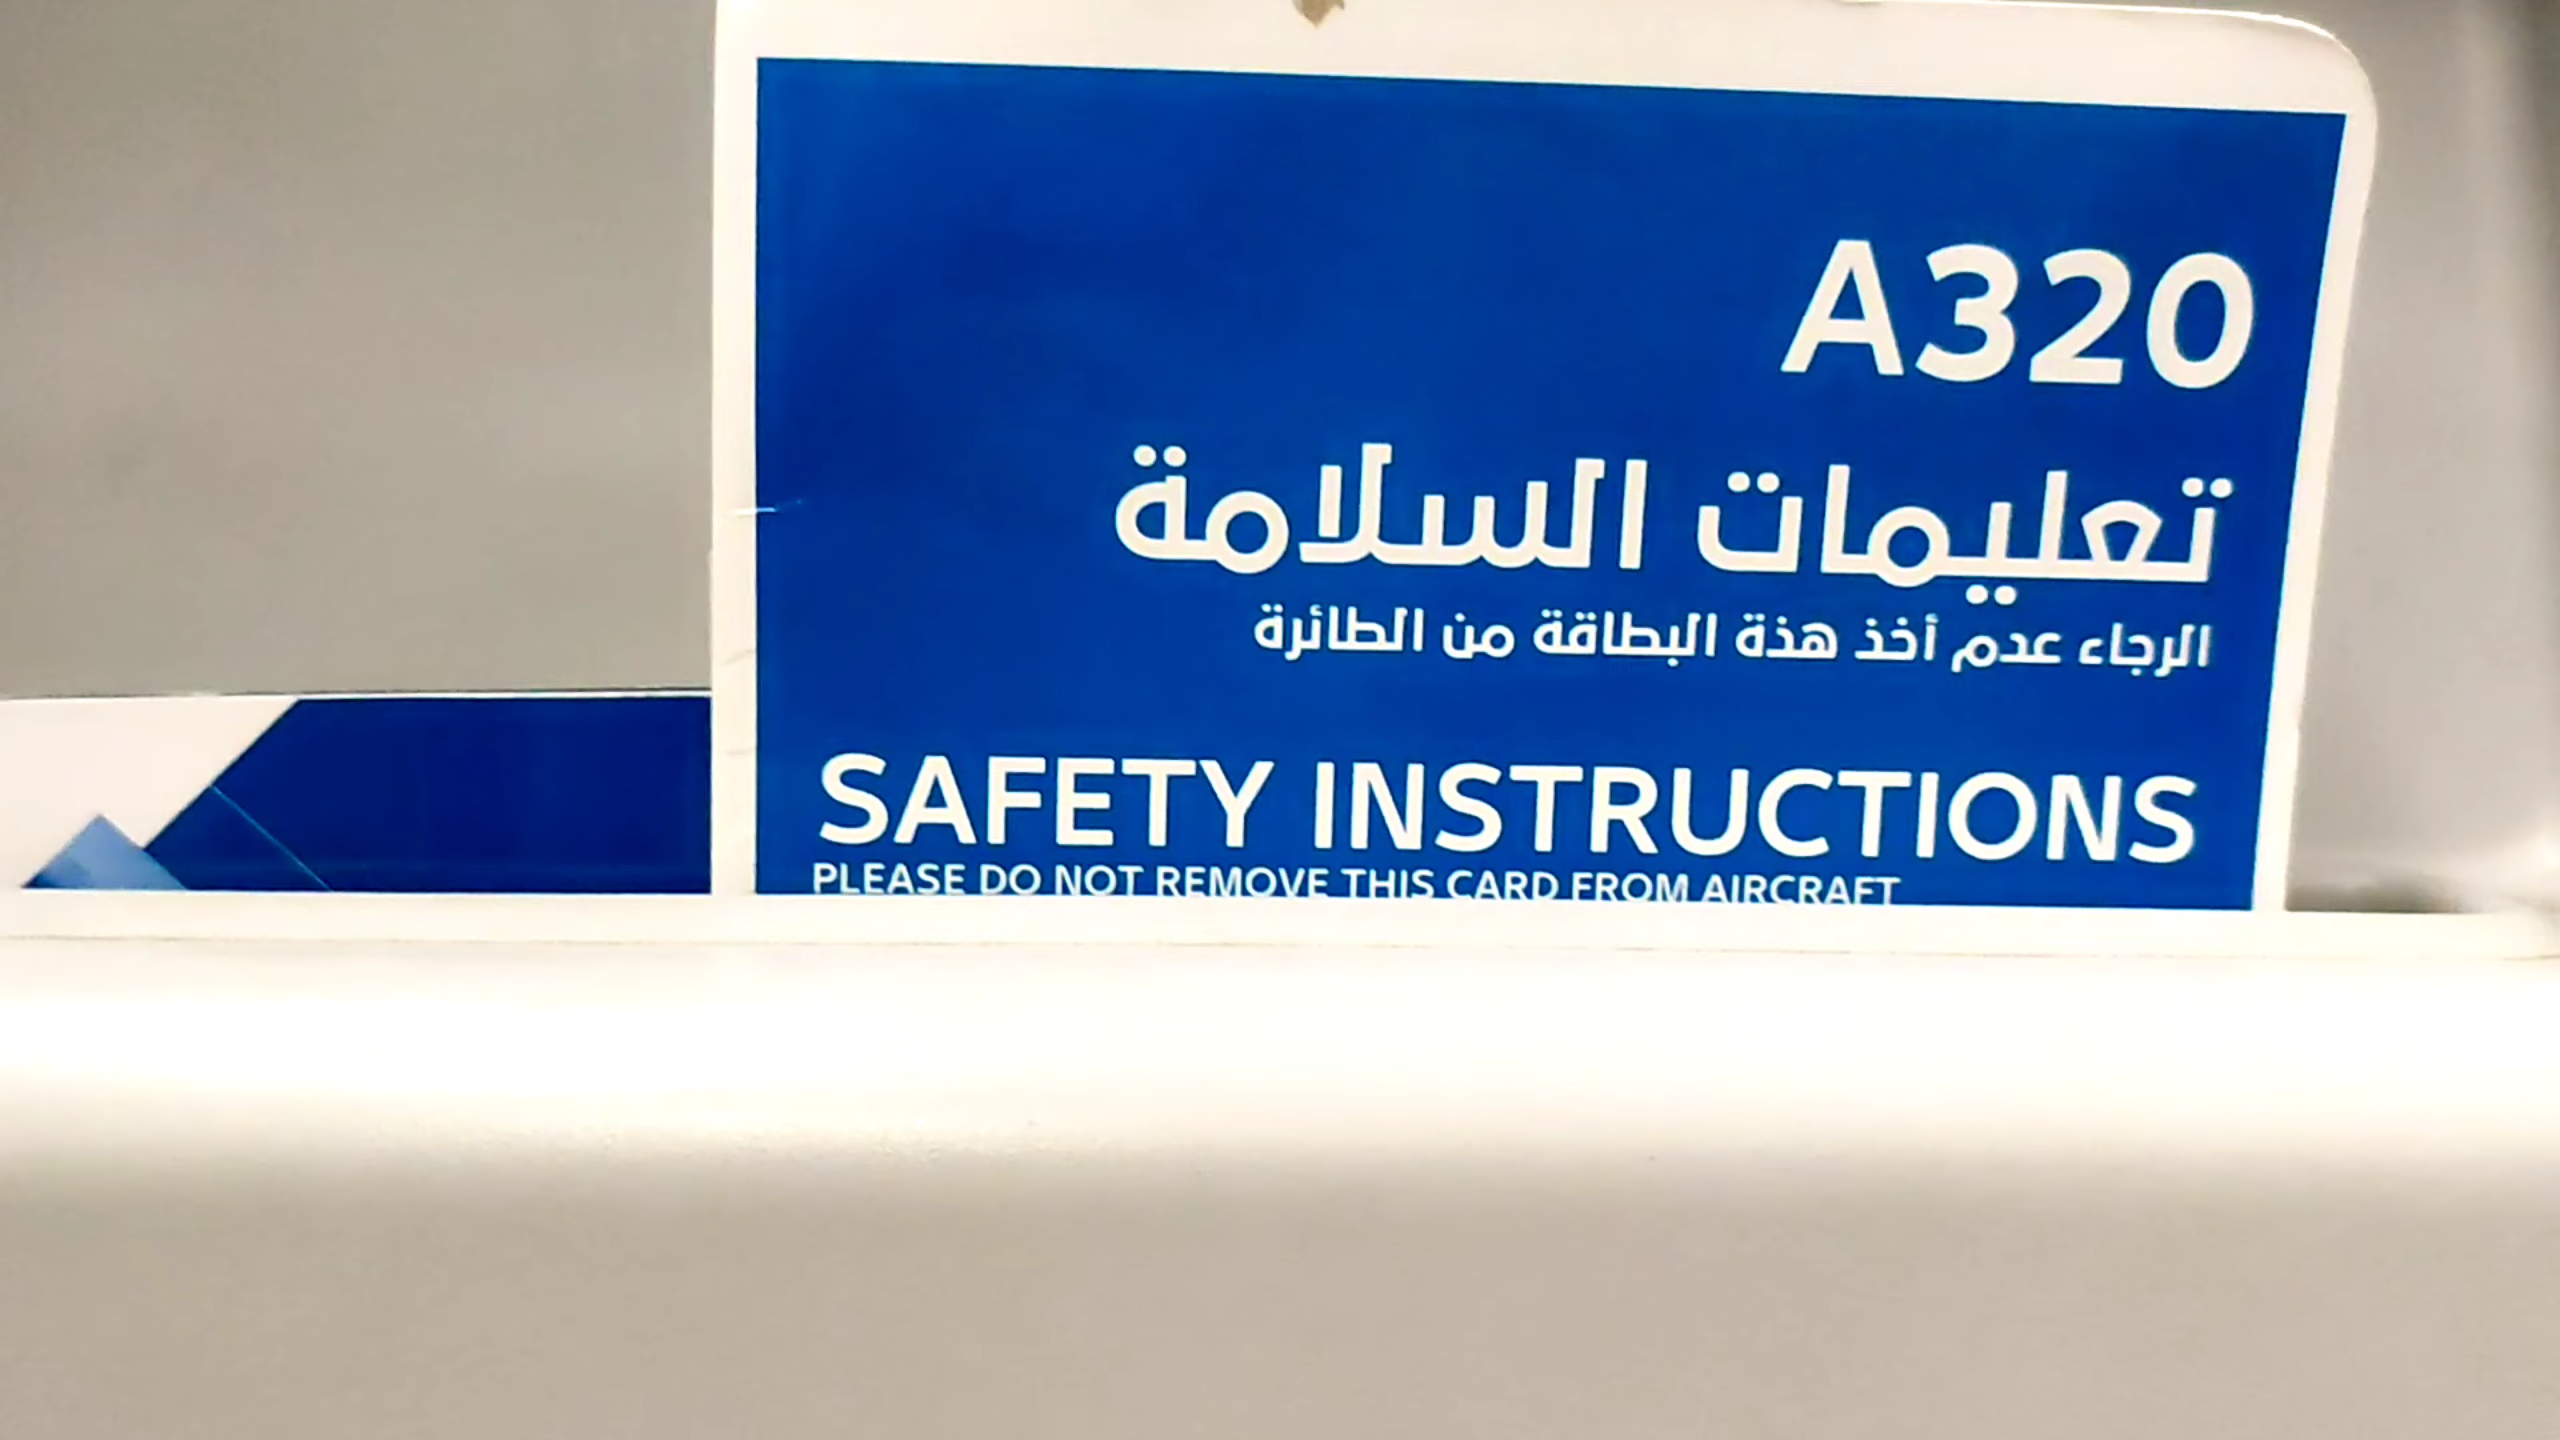 A320
تعليمات السلامة
الرجاء عدم أخذ هذة البطاقة من الطائرة
SAFETY INSTRUCTIONS
PLEASE DO NOT REMOVE THIS CARD FROM AIRCRAFT